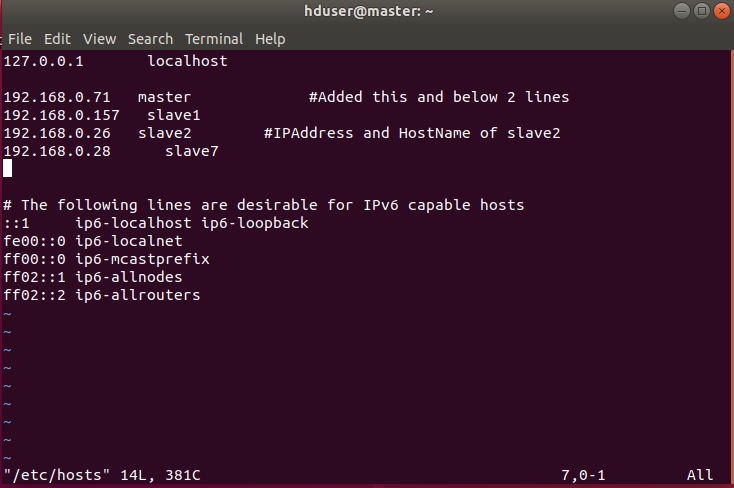 hduser@master: ~
File Edit View Search Terminal Help
127.0.0.1       localhost
192.168.0.71   master             #Added this and below 2 lines
192.168.0.157   slave1
192.168.0.26   slave2        #IPAddress and HostName of slave2
192.168.0.28      slave7
# The following lines are desirable for IPv6 capable hosts
::1     ip6-localhost ip6-loopback
fe00::0 ip6-localnet
ff00::0 ip6-mcastprefix
ff02::1 ip6-allnodes
ff02::2 ip6-allrouters
~
~
~
~
~
~
~
~
~
"/etc/hosts" 14L, 381C                                        7,0-1         All